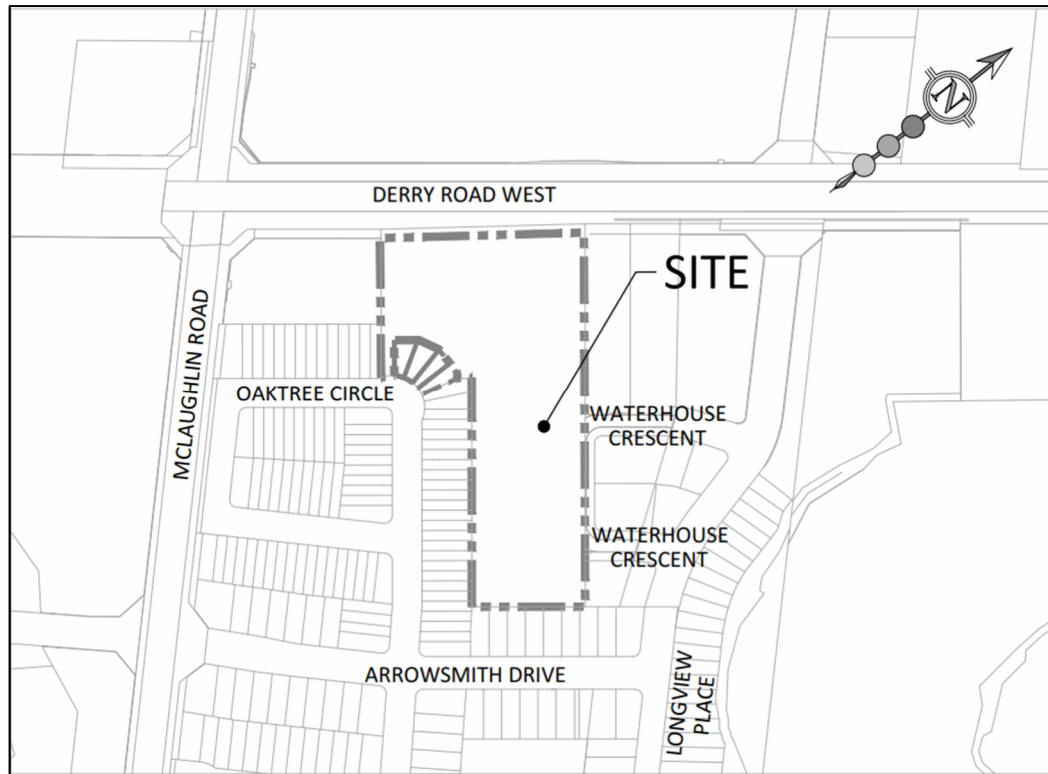 N
DERRY ROAD WEST
SITE
MCLAUGHLIN ROAD
OAKTREE CIRCLE
WATERHOUSE
CRESCENT
WATERHOUSE
CRESCENT
ARROWSMITH DRIVE
LONGVIEW
PLACE